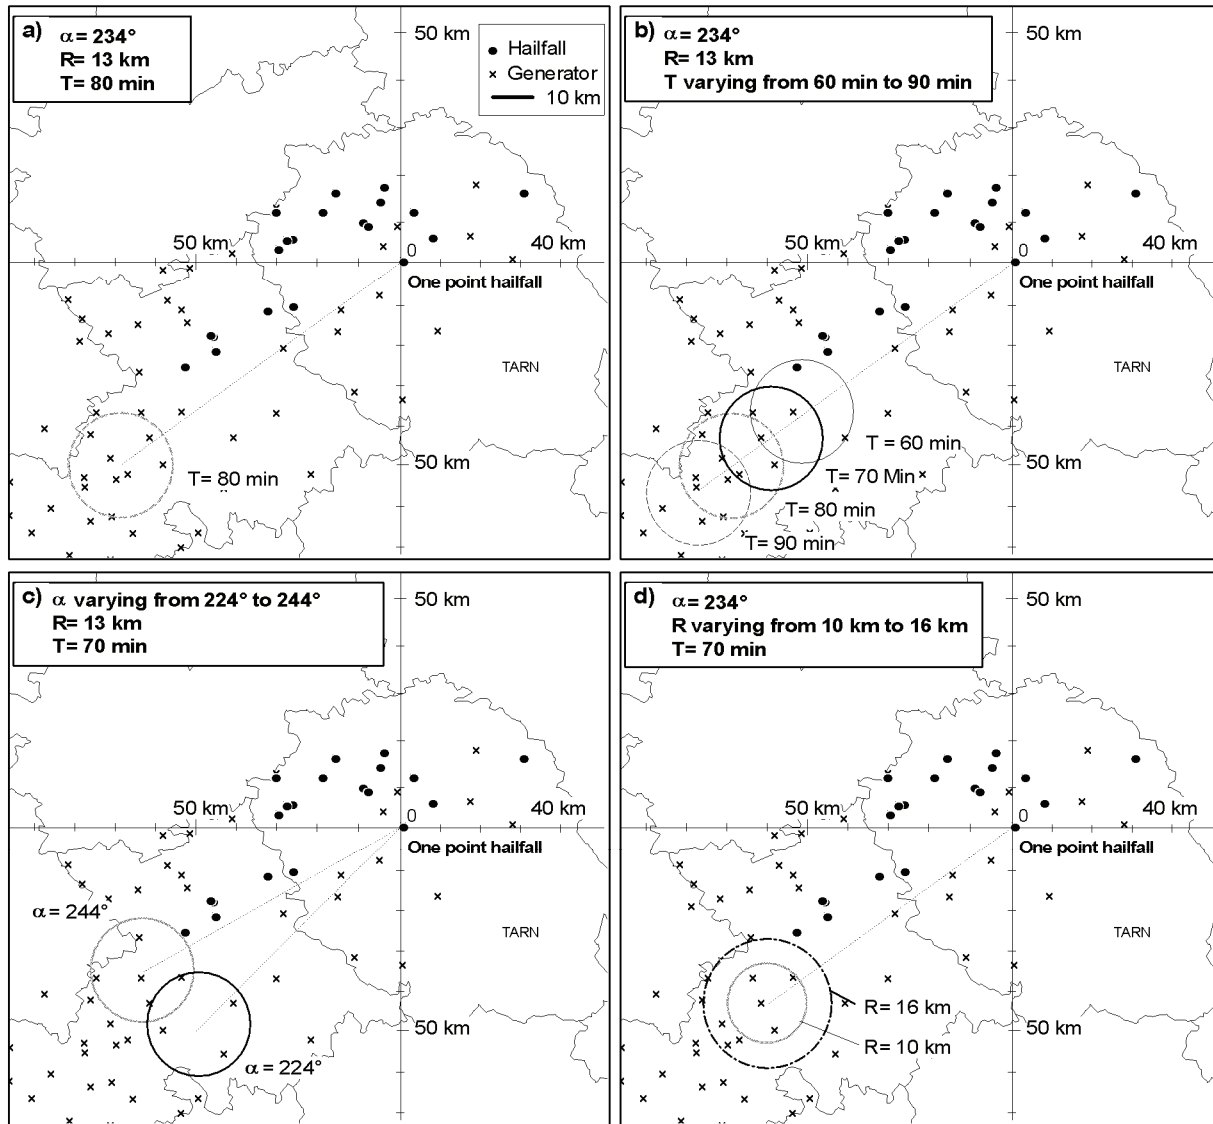 a)
α = 234°
R= 13 km
T= 80 min
50 km
Hailfall
Generator
10 km
50 km
0
40 km
One point hailfall
TARN
T= 80 min
50 km
b)
α = 234°
R= 13 km
T varying from 60 min to 90 min
50 km
50 km
0
40 km
One point hailfall
TARN
T = 60 min
50 km
T= 70 Min
T= 80 min
T= 90 min
c)
α varying from 224° to 244°
R= 13 km
T= 70 min
50 km
50 km
0
40 km
One point hailfall
α = 244°
TARN
50 km
α = 224°
d)
α = 234°
R varying from 10 km to 16 km
T= 70 min
50 km
50 km
0
40 km
One point hailfall
TARN
R= 16 km
50 km
R= 10 km